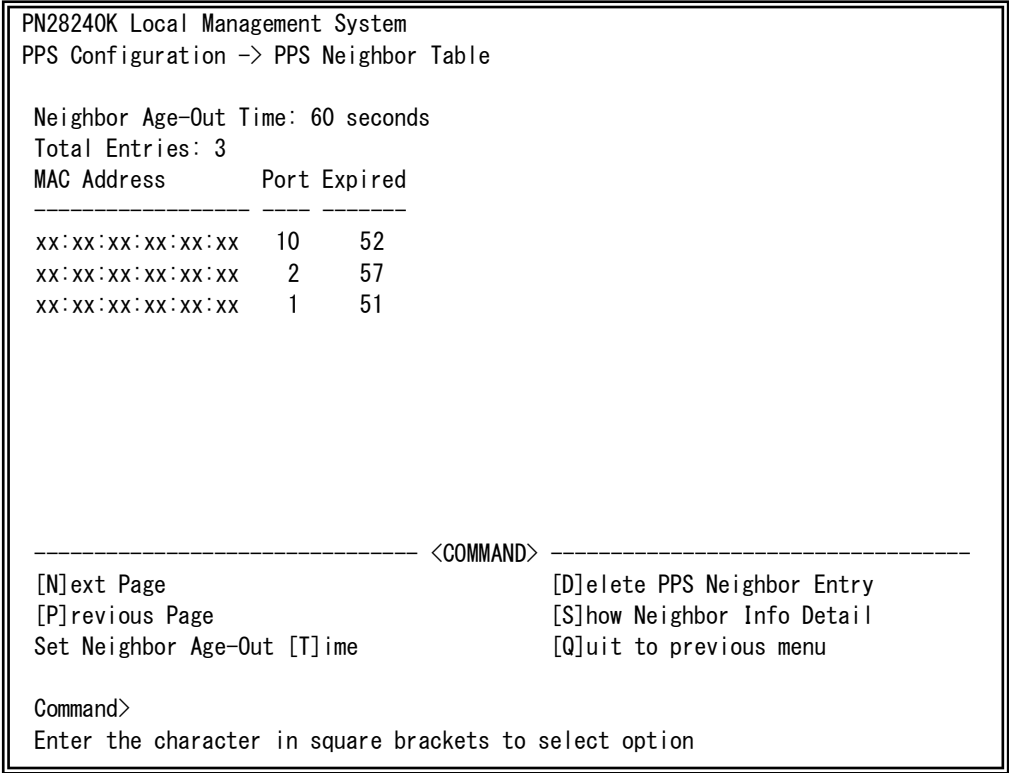 PN28240K Local Management System
PPS Configuration -> PPS Neighbor Table
Neighbor Age-Out Time: 60 seconds
Total Entries: 3
MAC Address        Port Expired
------------------ ---- -------
xx:xx:xx:xx:xx:xx   10     52
xx:xx:xx:xx:xx:xx    2     57
xx:xx:xx:xx:xx:xx    1     51
-------------------------------- <COMMAND> -----------------------------------
[N]ext Page                                [D]elete PPS Neighbor Entry
[P]revious Page                            [S]how Neighbor Info Detail
Set Neighbor Age-Out [T]ime                [Q]uit to previous menu
Command>
Enter the character in square brackets to select option